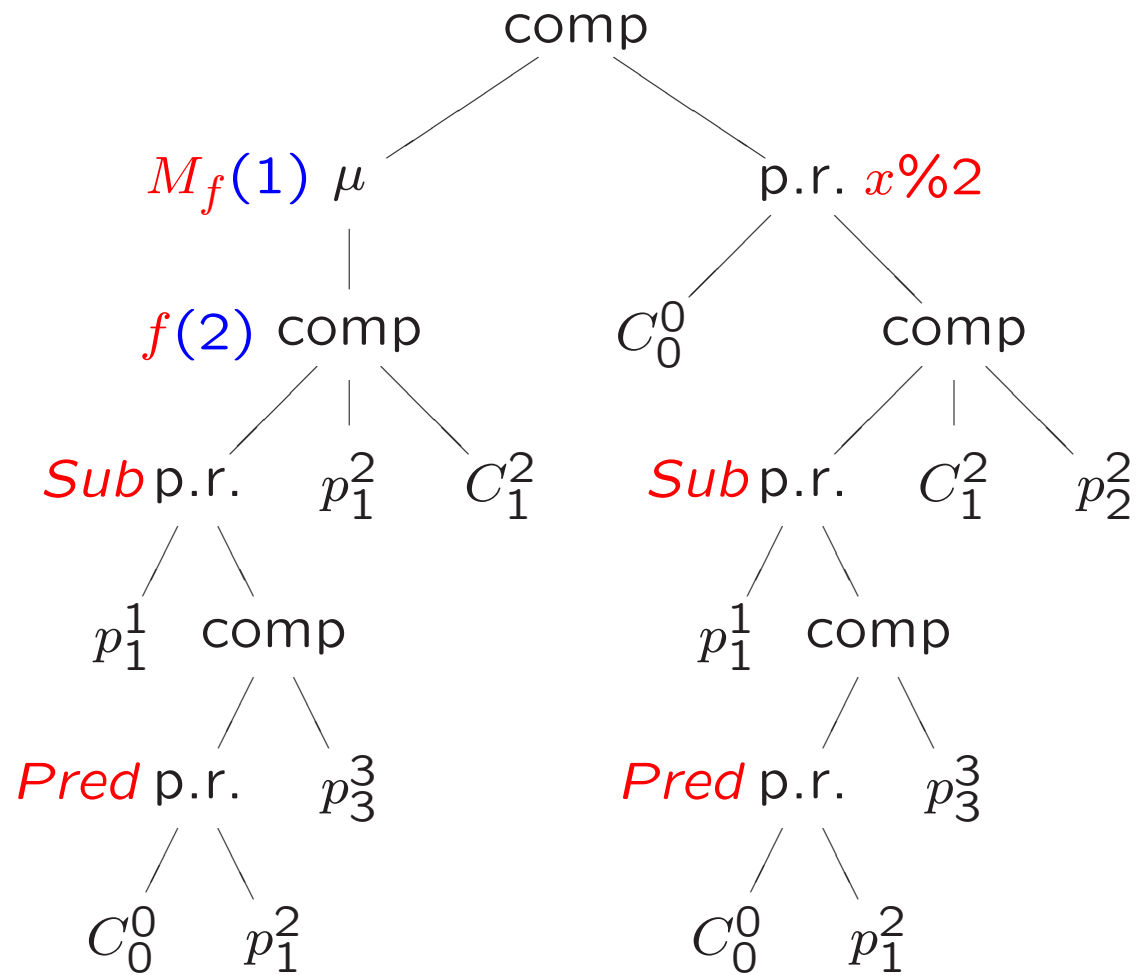 comp
M_f(1) μ p.r. x%2
f(2) comp C_0^0 comp
Sub p.r. p_1^2 C_1^2 Sub p.r. C_1^2 p_2^2
p_1^1 comp p_1^1 comp
Pred p.r. p_3^3 Pred p.r. p_3^3
C_0^0 p_1^2 C_0^0 p_1^2